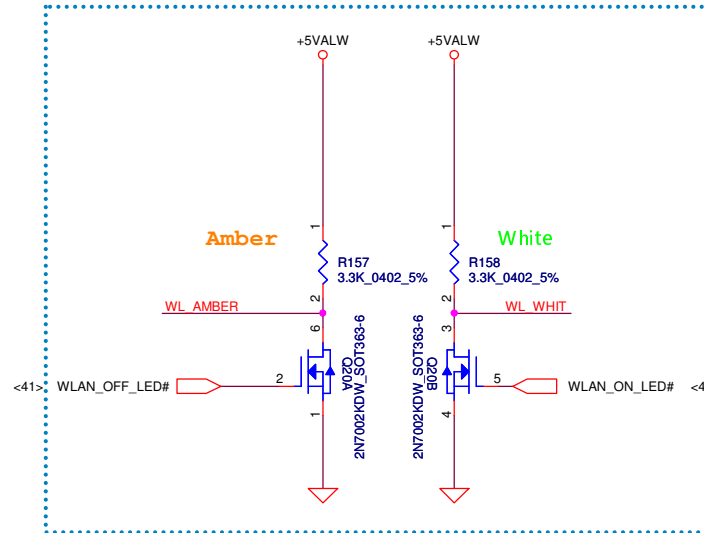 +5VALW
+5VALW
1
1
Amber
White
R157
3.3K_0402_5%
R158
3.3K_0402_5%
2
2
WL_AMBER
WL_WHIT
6
3
2N7002KDW_SOT363-6
Q20A
2N7002KDW_SOT363-6
Q20B
<41> WLAN_OFF_LED#
2
5
WLAN_ON_LED# <4
1
4